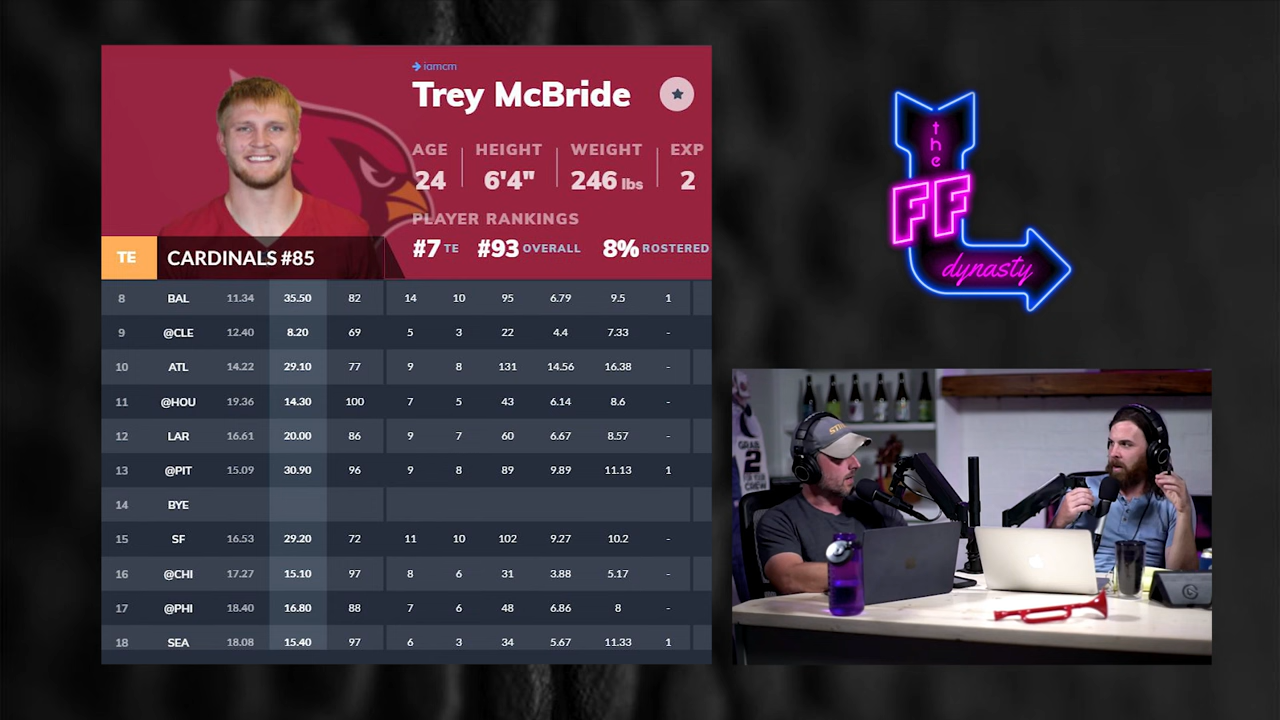 iamcm
Trey McBride
AGE HEIGHT WEIGHT EXP
24 6'4" 246 lbs 2
PLAYER RANKINGS
#7 TE #93 OVERALL 8% ROSTERED
TE CARDINALS #85
8 BAL 11.34 35.50 82 14 10 95 6.79 9.5 1
9 @CLE 12.40 8.20 69 5 3 22 4.4 7.33 -
10 ATL 14.22 29.10 77 9 8 131 14.56 16.38 -
11 @HOU 19.36 14.30 100 7 5 43 6.14 8.6 -
12 LAR 16.61 20.00 86 9 7 60 6.67 8.57 -
13 @PIT 15.09 30.90 96 9 8 89 9.89 11.13 1
14 BYE
15 SF 16.53 29.20 72 11 10 102 9.27 10.2 -
16 @CHI 17.27 15.10 97 8 6 31 3.88 5.17 -
17 @PHI 18.40 16.80 88 7 6 48 6.86 8 -
18 SEA 18.08 15.40 97 6 3 34 5.67 11.33 1
the
FF
dynasty
GRAB
2
CREW